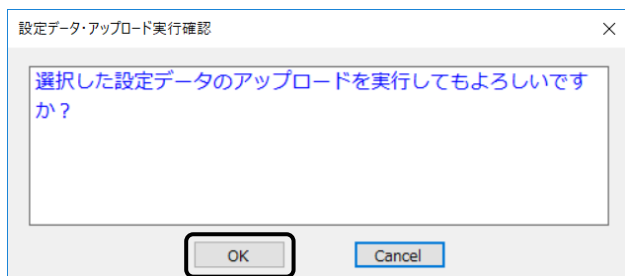 設定データ・アップロード実行確認
選択した設定データのアップロードを実行してもよろしいです
か？
OK
Cancel